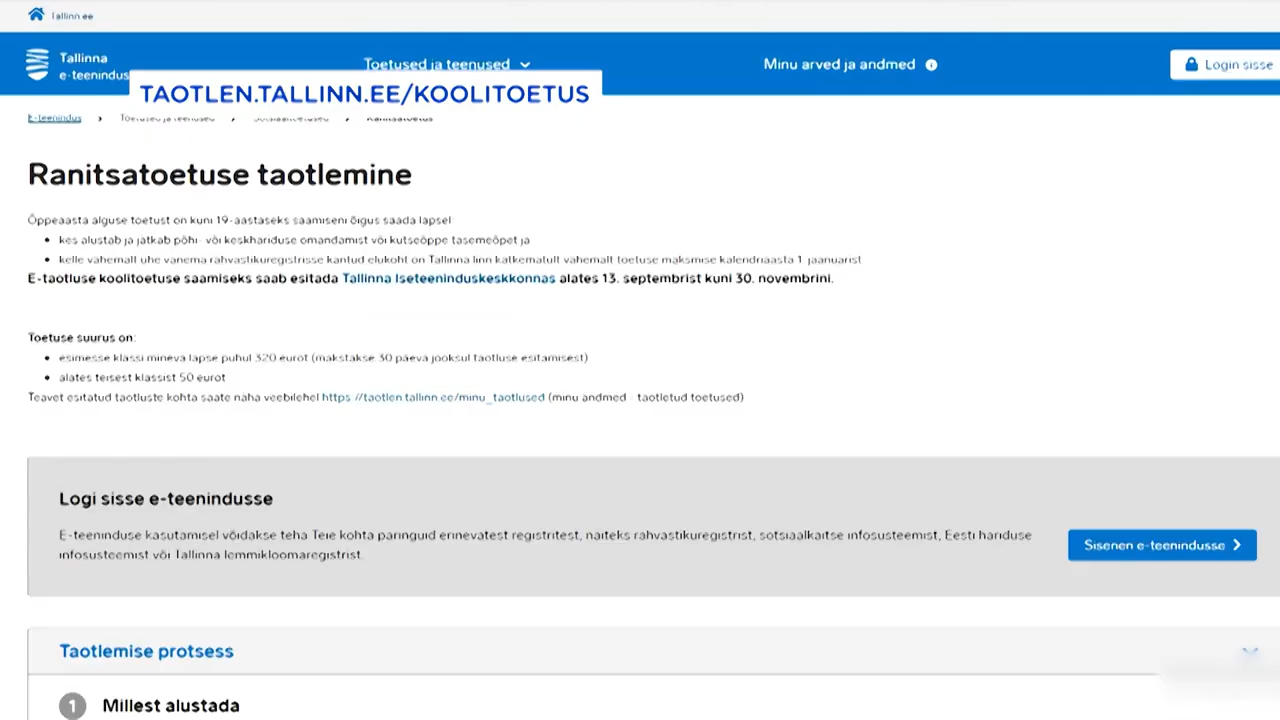 Tallinn.ee
Tallinna
e-teenindus
Toetused ja teenused
Minu arved ja andmed
Login sisse
TAOTLEN.TALLINN.EE/KOOLITOETUS
E-teenindus
Ranitsatoetuse taotlemine
Õppeaasta alguse toetust on kuni 19-aastaseks saamiseni õigus saada lapsel
• kes alustab ja jätkab põhi- või keskhariduse omandamist või kutseõppe tasemeõpet ja
• kelle vähemalt ühe vanema rahvastikuregistrisse kantud elukoht on Tallinna linn katkematult vähemalt toetuse maksmise kalendriaasta 1. jaanuarist
E-taotluse koolitoetuse saamiseks saab esitada Tallinna Iseteeninduskeskkonnas alates 13. septembrist kuni 30. novembrini.
Toetuse suurus on:
• esimesse klassi mineva lapse puhul 320 eurot (makstakse 30 päeva jooksul taotluse esitamisest)
• alates teisest klassist 50 eurot
Teavet esitatud taotluste kohta saate näha veebilehel https://taotlen.tallinn.ee/minu_taotlused (minu andmed - taotletud toetused)
Logi sisse e-teenindusse
E-teeninduse kasutamisel võidakse teha Teie kohta päringuid erinevatest registritest, näiteks rahvastikuregistrist, sotsiaalkaitse infosüsteemist, Eesti hariduse
infosüsteemist või Tallinna lemmikloomaregistrist.
Sisenen e-teenindusse
Taotlemise protsess
1 Millest alustada